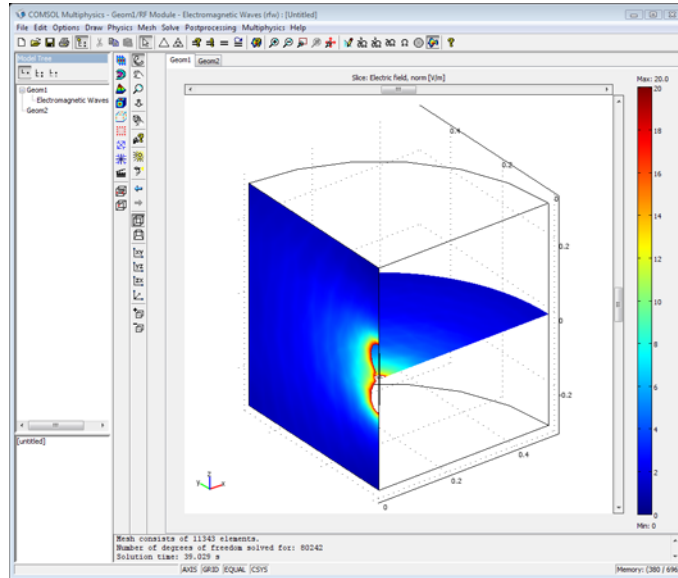 COMSOL Multiphysics - Geom1/RF Module - Electromagnetic Waves (rfw) : [Untitled]
File Edit Options Draw Physics Mesh Solve Postprocessing Multiphysics Help
Model Tree
Geom1
Electromagnetic Waves
Geom2
[untitled]
Geom1 Geom2
Slice: Electric field, norm [V/m]
Max: 20.0
20
18
16
14
12
10
8
6
4
2
0
Min: 0
0.4
0.2
0
0.2
0
-0.2
0.4
0.2
0
z
y
x
Mesh consists of 11343 elements.
Number of degrees of freedom solved for: 80242
Solution time: 39.029 s
AXIS GRID EQUAL CSYS
Memory: (380 / 696